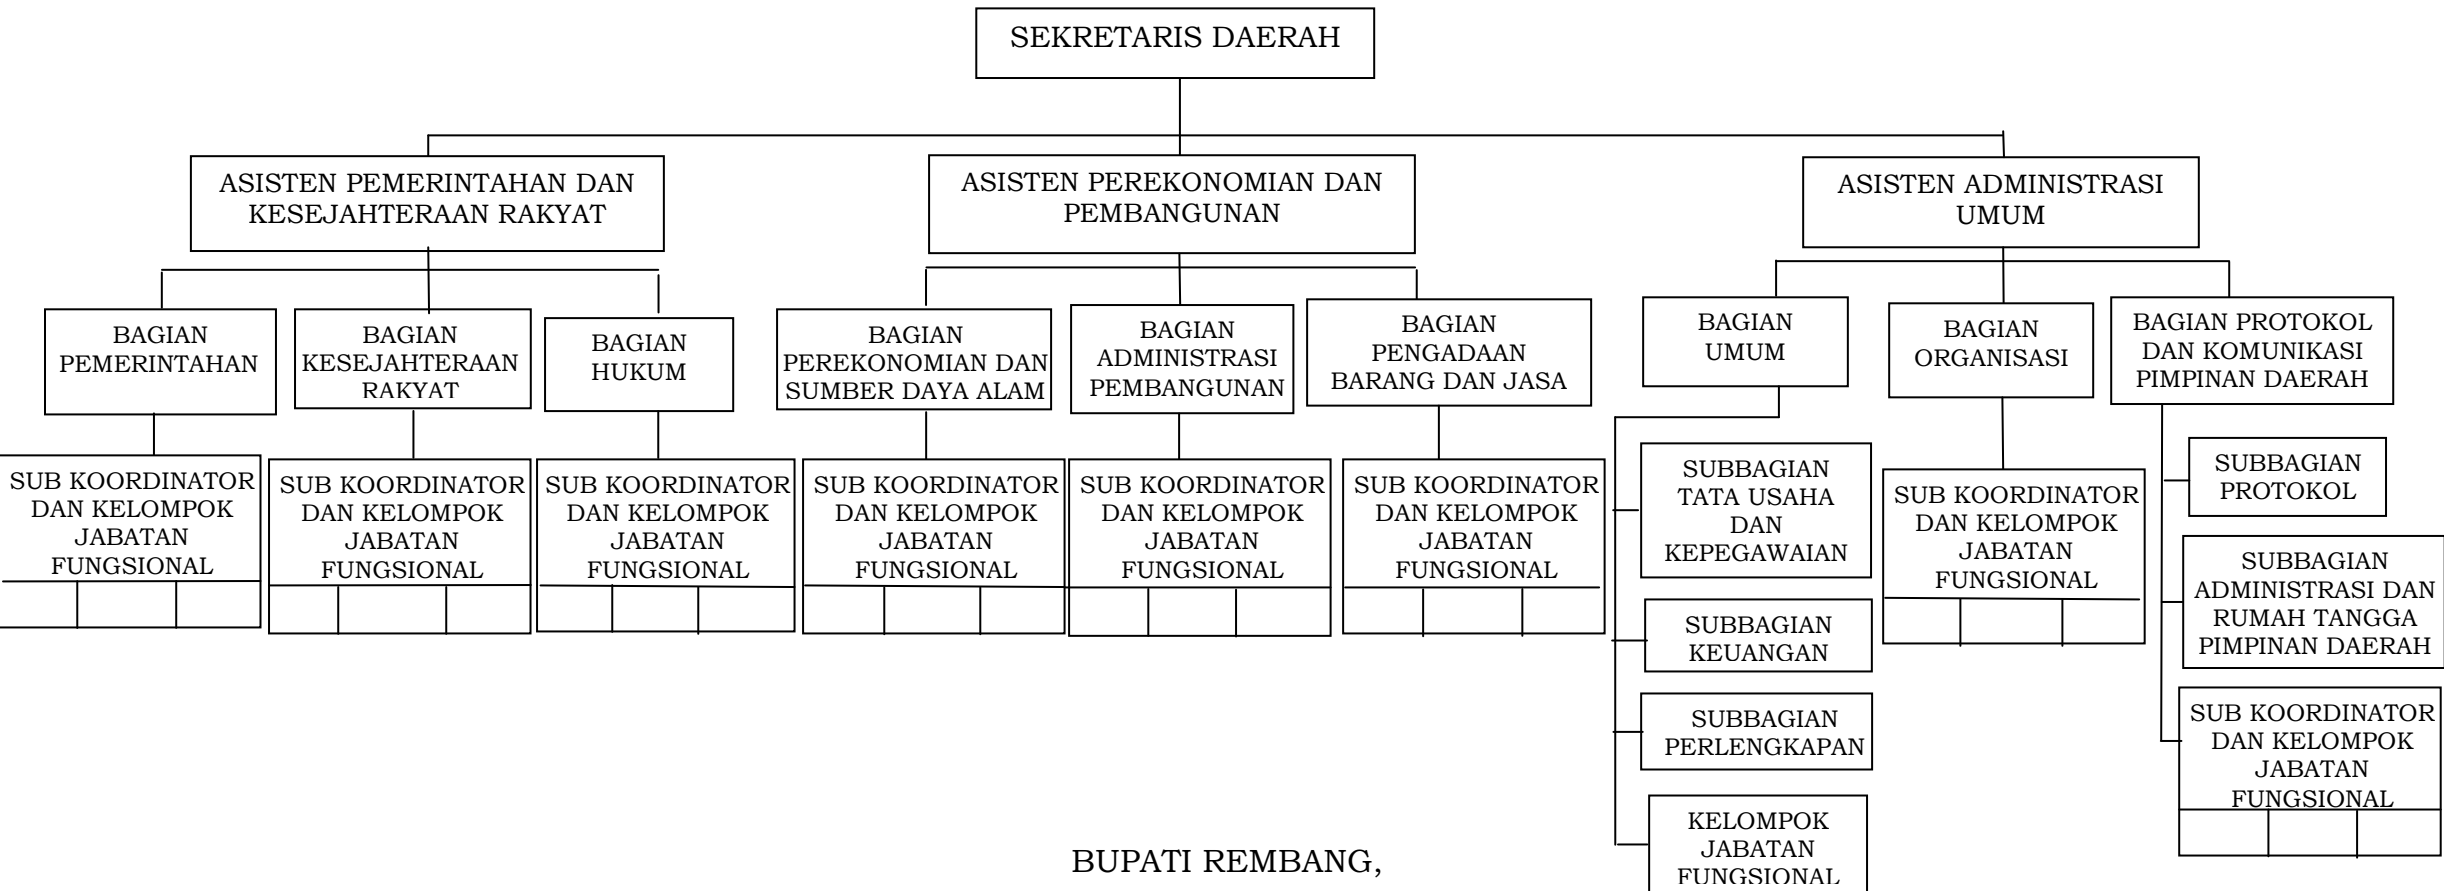 SEKRETARIS DAERAH
ASISTEN PEMERINTAHAN DAN
KESEJAHTERAAN RAKYAT
ASISTEN PEREKONOMIAN DAN
PEMBANGUNAN
ASISTEN ADMINISTRASI
UMUM
BAGIAN
PEMERINTAHAN
BAGIAN
KESEJAHTERAAN
RAKYAT
BAGIAN
HUKUM
BAGIAN
PEREKONOMIAN DAN
SUMBER DAYA ALAM
BAGIAN
ADMINISTRASI
PEMBANGUNAN
BAGIAN
PENGADAAN
BARANG DAN JASA
BAGIAN
UMUM
BAGIAN
ORGANISASI
BAGIAN PROTOKOL
DAN KOMUNIKASI
PIMPINAN DAERAH
SUB KOORDINATOR
DAN KELOMPOK
JABATAN
FUNGSIONAL
SUB KOORDINATOR
DAN KELOMPOK
JABATAN
FUNGSIONAL
SUB KOORDINATOR
DAN KELOMPOK
JABATAN
FUNGSIONAL
SUB KOORDINATOR
DAN KELOMPOK
JABATAN
FUNGSIONAL
SUB KOORDINATOR
DAN KELOMPOK
JABATAN
FUNGSIONAL
SUB KOORDINATOR
DAN KELOMPOK
JABATAN
FUNGSIONAL
SUBBAGIAN
TATA USAHA
DAN
KEPEGAWAIAN
SUBBAGIAN
KEUANGAN
SUBBAGIAN
PERLENGKAPAN
KELOMPOK
JABATAN
FUNGSIONAL
SUB KOORDINATOR
DAN KELOMPOK
JABATAN
FUNGSIONAL
SUBBAGIAN
PROTOKOL
SUBBAGIAN
ADMINISTRASI DAN
RUMAH TANGGA
PIMPINAN DAERAH
SUB KOORDINATOR
DAN KELOMPOK
JABATAN
FUNGSIONAL
BUPATI REMBANG,